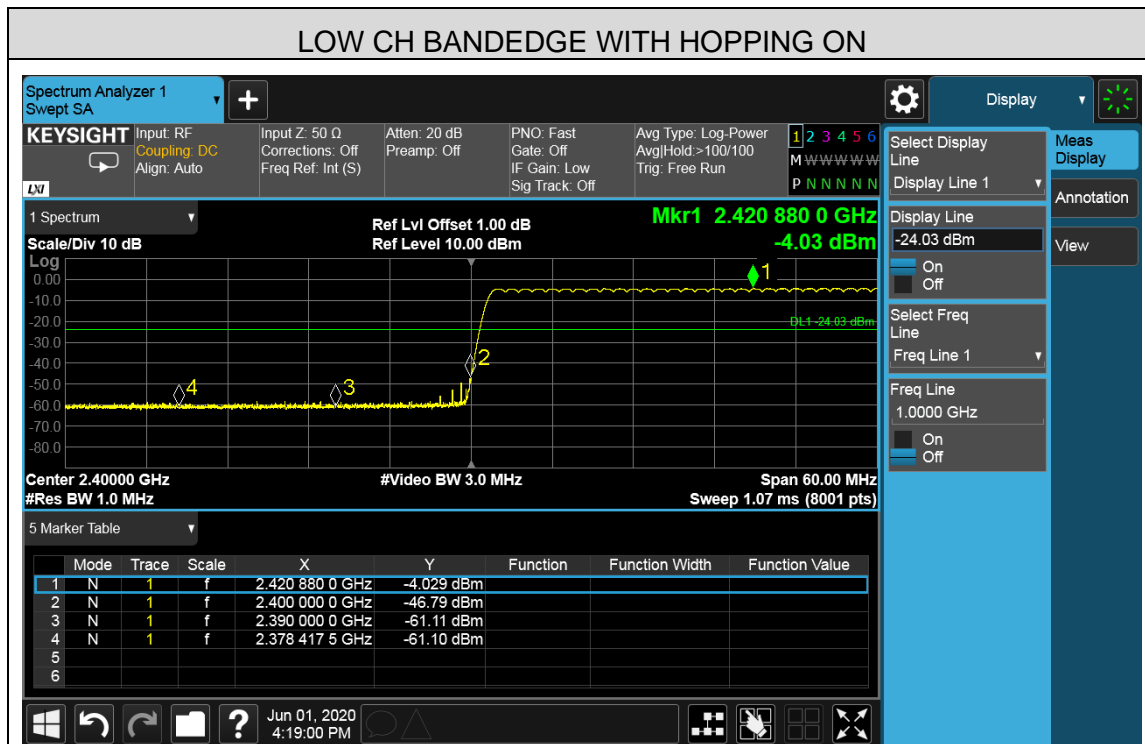 LOW CH BANDEDGE WITH HOPPING ON
Spectrum Analyzer 1
Swept SA
Display
KEYSIGHT
LXI
Input: RF
Coupling: DC
Align: Auto
Input Z: 50 Ω
Corrections: Off
Freq Ref: Int (S)
Atten: 20 dB
Preamp: Off
PNO: Fast
Gate: Off
IF Gain: Low
Sig Track: Off
Avg Type: Log-Power
Avg|Hold:>100/100
Trig: Free Run
1 2 3 4 5 6
M W W W W W
P N N N N N
1 Spectrum
Scale/Div 10 dB
Ref Lvl Offset 1.00 dB
Ref Level 10.00 dBm
Mkr1 2.420 880 0 GHz
-4.03 dBm
Log
0.00
-10.0
-20.0
-30.0
-40.0
-50.0
-60.0
-70.0
-80.0
1
DL1 -24.03 dBm
2
3
4
Center 2.40000 GHz
#Res BW 1.0 MHz
#Video BW 3.0 MHz
Span 60.00 MHz
Sweep 1.07 ms (8001 pts)
5 Marker Table
Mode Trace Scale X Y Function Function Width Function Value
1 N 1 f 2.420 880 0 GHz -4.029 dBm
2 N 1 f 2.400 000 0 GHz -46.79 dBm
3 N 1 f 2.390 000 0 GHz -61.11 dBm
4 N 1 f 2.378 417 5 GHz -61.10 dBm
5
6
Select Display
Line
Display Line 1
Display Line
-24.03 dBm
On
Off
Select Freq
Line
Freq Line 1
Freq Line
1.0000 GHz
On
Off
Meas
Display
Annotation
View
?
Jun 01, 2020
4:19:00 PM